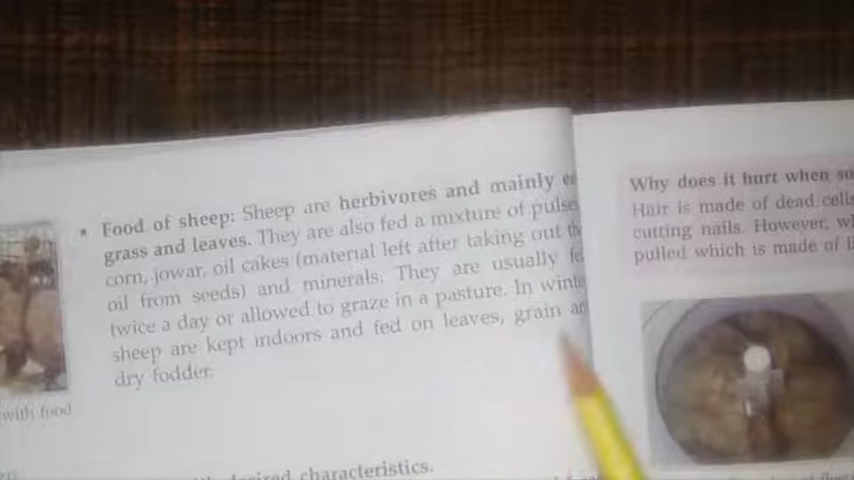 • Food of sheep: Sheep are herbivores and mainly
grass and leaves. They are also fed a mixture of
corn, jowar, oil cakes (material left after taking out
oil from seeds) and minerals. They are usually
twice a day or allowed to graze in a pasture. In
sheep are kept indoors and fed on leaves, grain
dry fodder.
with food
desired characteristics.
Why does it hurt when
Hair is made of dead cells
cutting nails. However,
pulled which is made of